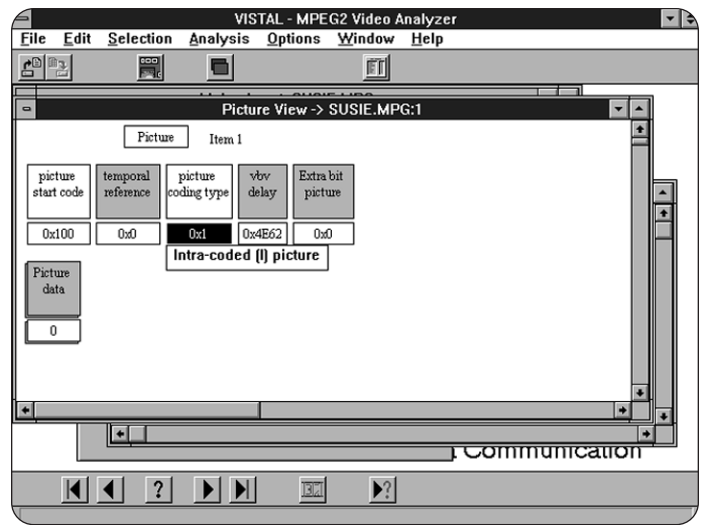 VISTAL - MPEG2 Video Analyzer
File Edit Selection Analysis Options Window Help
Picture View -> SUSIE.MPG:1
Picture Item 1
picture start code
temporal reference
picture coding type
vbv delay
Extra bit picture
0x100 0x0 0x1 0x4E62 0x0
Intra-coded (I) picture
Picture data
0
Communication
? ?